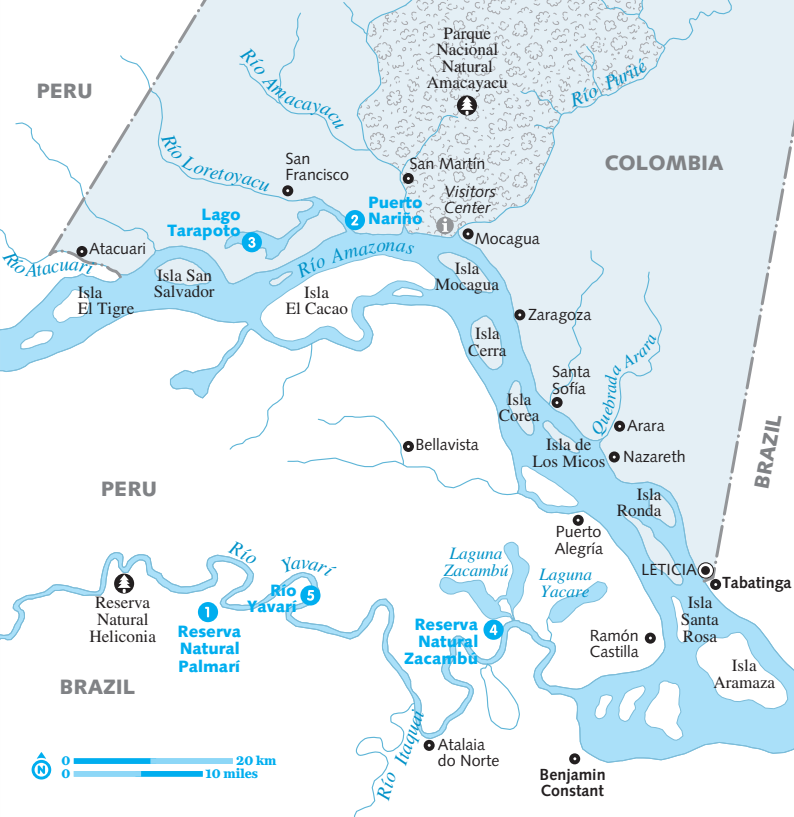 Parque
Nacional
Natural
Amacayacu
PERU
Río Amacayacu
Río Purite
Río Loretoyacu
San
Francisco
San Martín
COLOMBIA
Visitors
Center
Puerto
Nariño
2
i
Lago
Tarapoto
3
Mocagua
Atacuari
Río Amazonas
Río Atacuari
Isla San
Salvador
Isla
Mocagua
Isla
El Tigre
Isla
El Cacao
Zaragoza
Isla
Cerra
Quebrada Arara
Santa
Sofía
Isla
Corea
Arara
Isla de
Los Micos
Nazareth
Bellavista
BRAZIL
PERU
Isla
Ronda
Puerto
Alegría
Río Yavarí
Laguna
Zacambú
Laguna
Yacare
LETICIA
Tabatinga
Río
Yavarí
5
Reserva
Natural
Heliconia
1
Reserva
Natural
Palmarí
Reserva
Natural
Zacambú
4
Isla
Santa
Rosa
Ramón
Castilla
Isla
Aramaza
BRAZIL
Río Itaquai
Atalaia
do Norte
Benjamin
Constant
N
0 20 km
0 10 miles